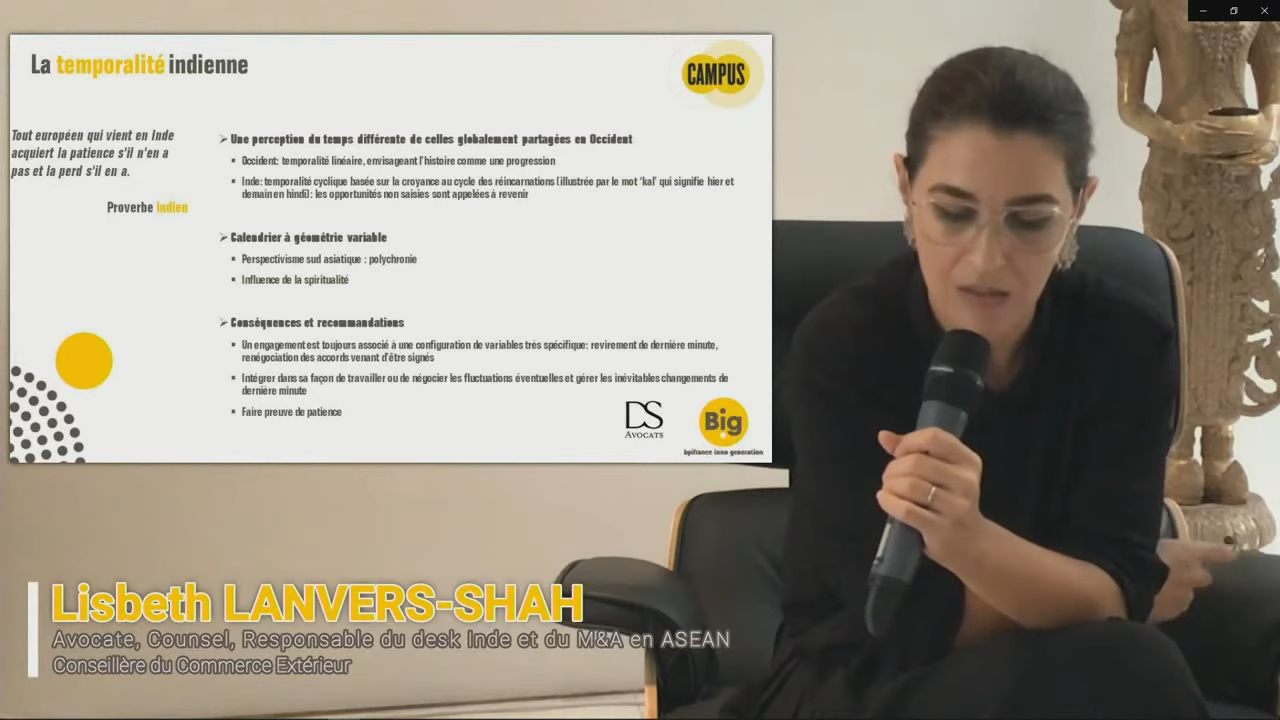 La temporalité indienne
CAMPUS
Tout européen qui vient en Inde
acquiert la patience s'il n'en a
pas et la perd s'il en a.
Proverbe Indien
Une perception du temps différente de celles globalement partagées en Occident
Occident: temporalité linéaire, envisageant l'histoire comme une progression
Inde: temporalité cyclique basée sur la croyance au cycle des réincarnations (illustrée par le mot 'kal' qui signifie hier et
demain en hindi) : les opportunités non saisies sont appelées à revenir
Calendrier à géométrie variable
Perspectivisme sud asiatique : polychronie
Influence de la spiritualité
Conséquences et recommandations
Un engagement est toujours associé à une configuration de variables très spécifique: revirement de dernière minute,
renégociation des accords venant d'être signés
Intégrer dans sa façon de travailler ou de négocier les fluctuations éventuelles et gérer les inévitables changements de
dernière minute
Faire preuve de patience
DS
AVOCATS
Big
bpifrance inno generation
Lisbeth LANVERS-SHAH
Avocate, Counsel, Responsable du desk Inde et du M&A en ASEAN
Conseillère du Commerce Extérieur